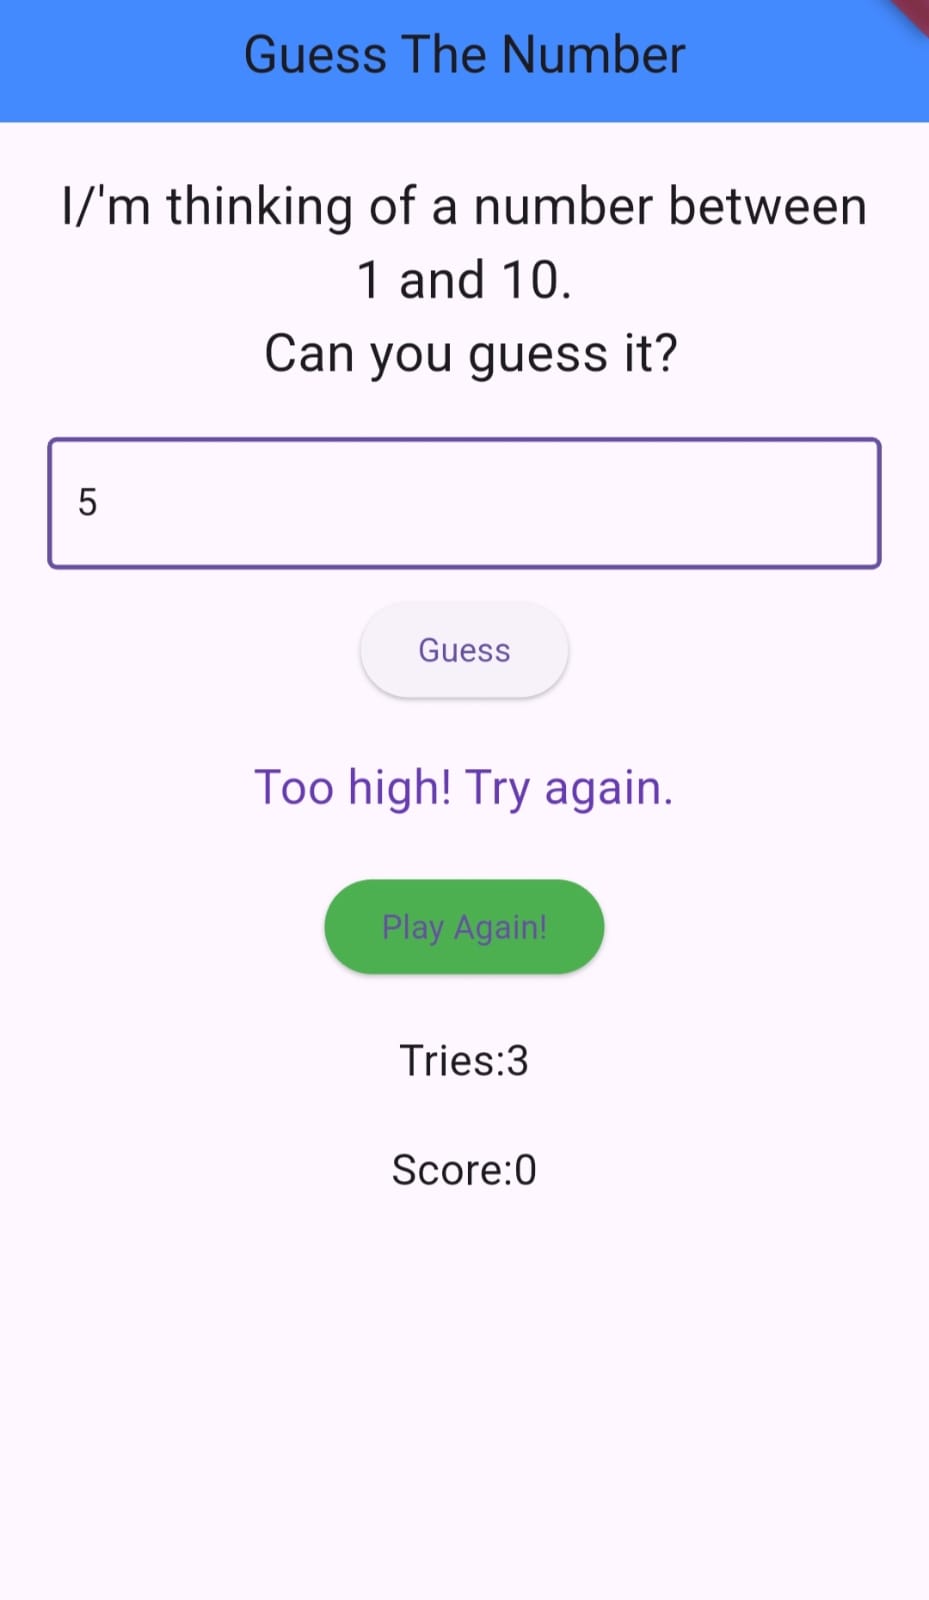 Guess The Number
I/'m thinking of a number between
1 and 10.
Can you guess it?
5
Guess
Too high! Try again.
Play Again!
Tries:3
Score:0